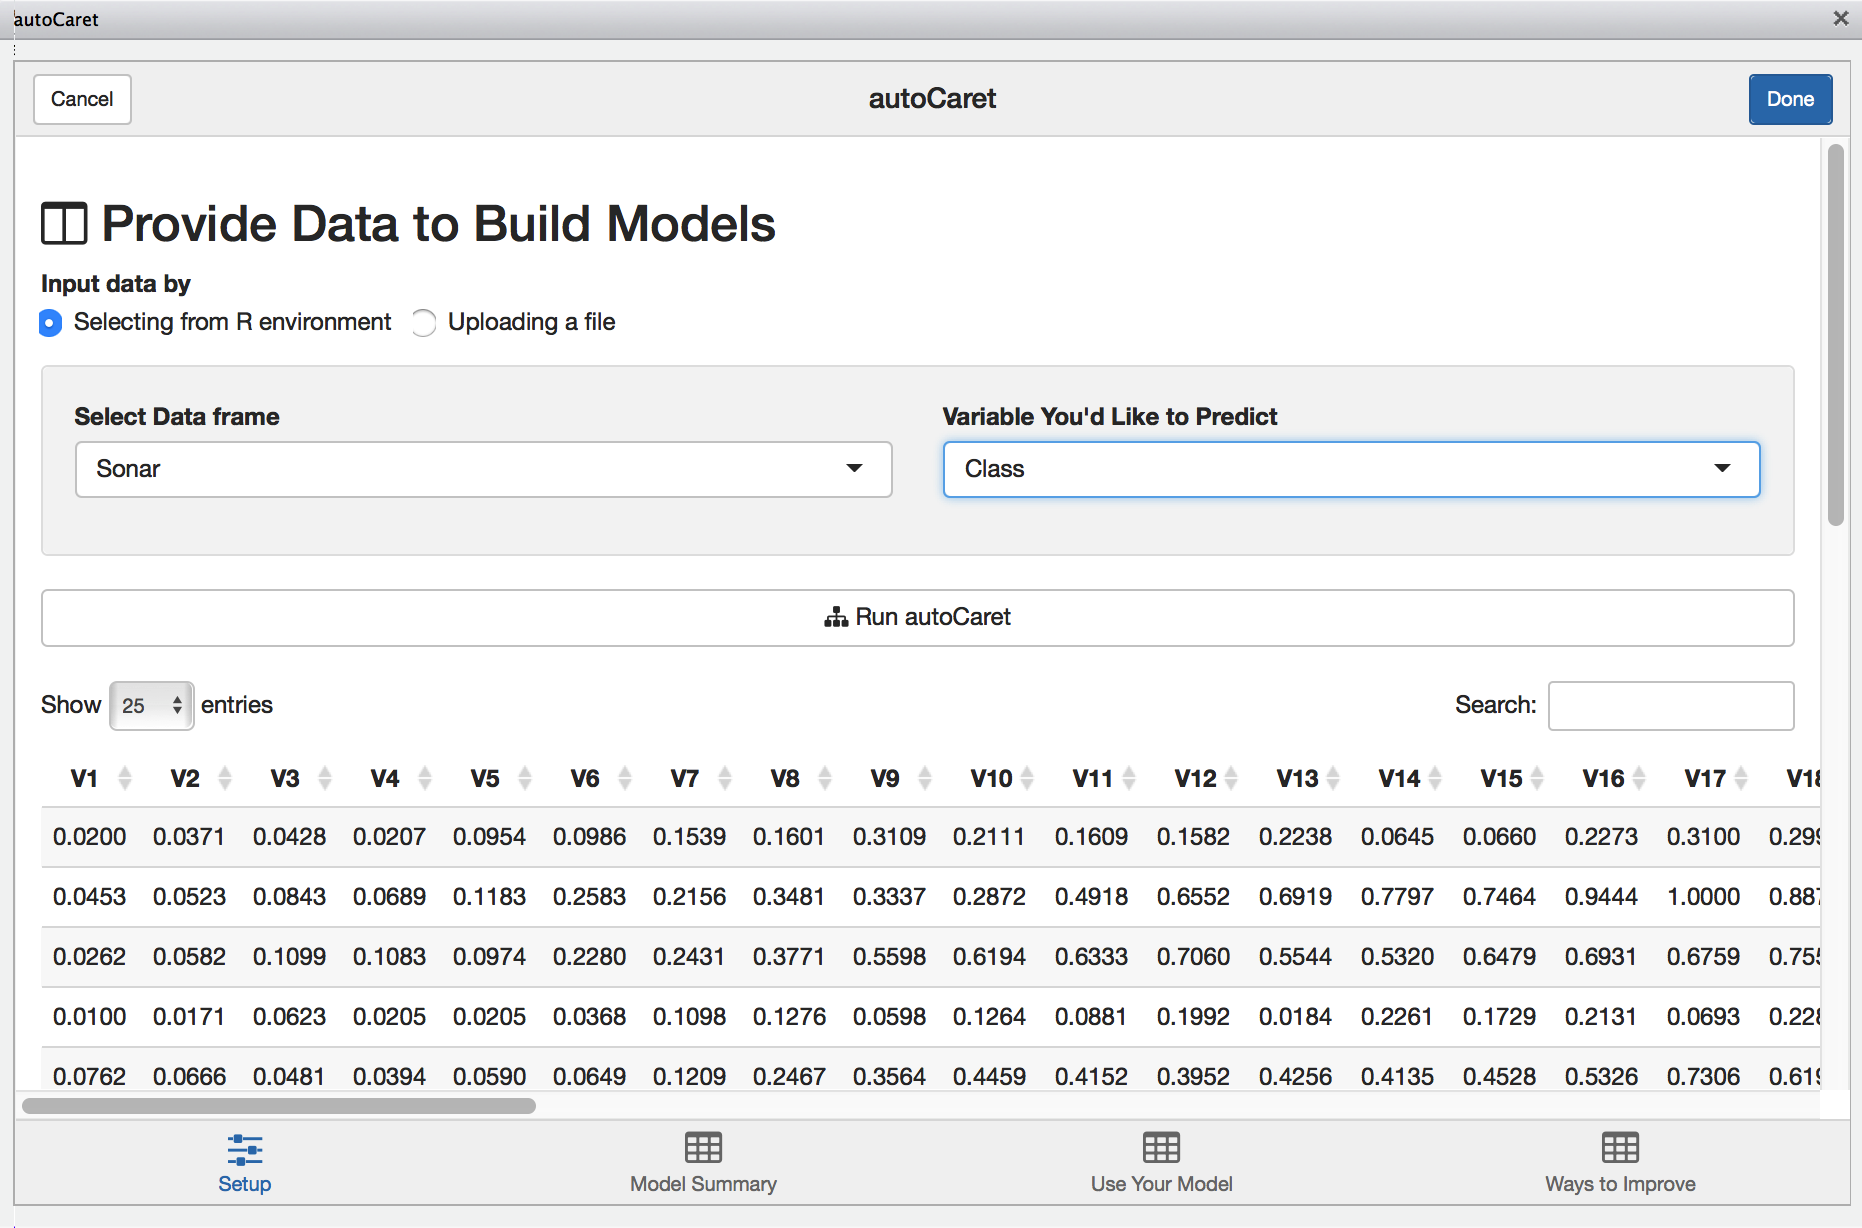 autoCaret
Cancel
autoCaret
Done
Provide Data to Build Models
Input data by
Selecting from R environment Uploading a file
Select Data frame Variable You'd Like to Predict
Sonar Class
Run autoCaret
Show 25 entries Search:
V1 V2 V3 V4 V5 V6 V7 V8 V9 V10 V11 V12 V13 V14 V15 V16 V17 V18
0.0200 0.0371 0.0428 0.0207 0.0954 0.0986 0.1539 0.1601 0.3109 0.2111 0.1609 0.1582 0.2238 0.0645 0.0660 0.2273 0.3100 0.299
0.0453 0.0523 0.0843 0.0689 0.1183 0.2583 0.2156 0.3481 0.3337 0.2872 0.4918 0.6552 0.6919 0.7797 0.7464 0.9444 1.0000 0.887
0.0262 0.0582 0.1099 0.1083 0.0974 0.2280 0.2431 0.3771 0.5598 0.6194 0.6333 0.7060 0.5544 0.5320 0.6479 0.6931 0.6759 0.755
0.0100 0.0171 0.0623 0.0205 0.0205 0.0368 0.1098 0.1276 0.0598 0.1264 0.0881 0.1992 0.0184 0.2261 0.1729 0.2131 0.0693 0.228
0.0762 0.0666 0.0481 0.0394 0.0590 0.0649 0.1209 0.2467 0.3564 0.4459 0.4152 0.3952 0.4256 0.4135 0.4528 0.5326 0.7306 0.619
Setup Model Summary Use Your Model Ways to Improve